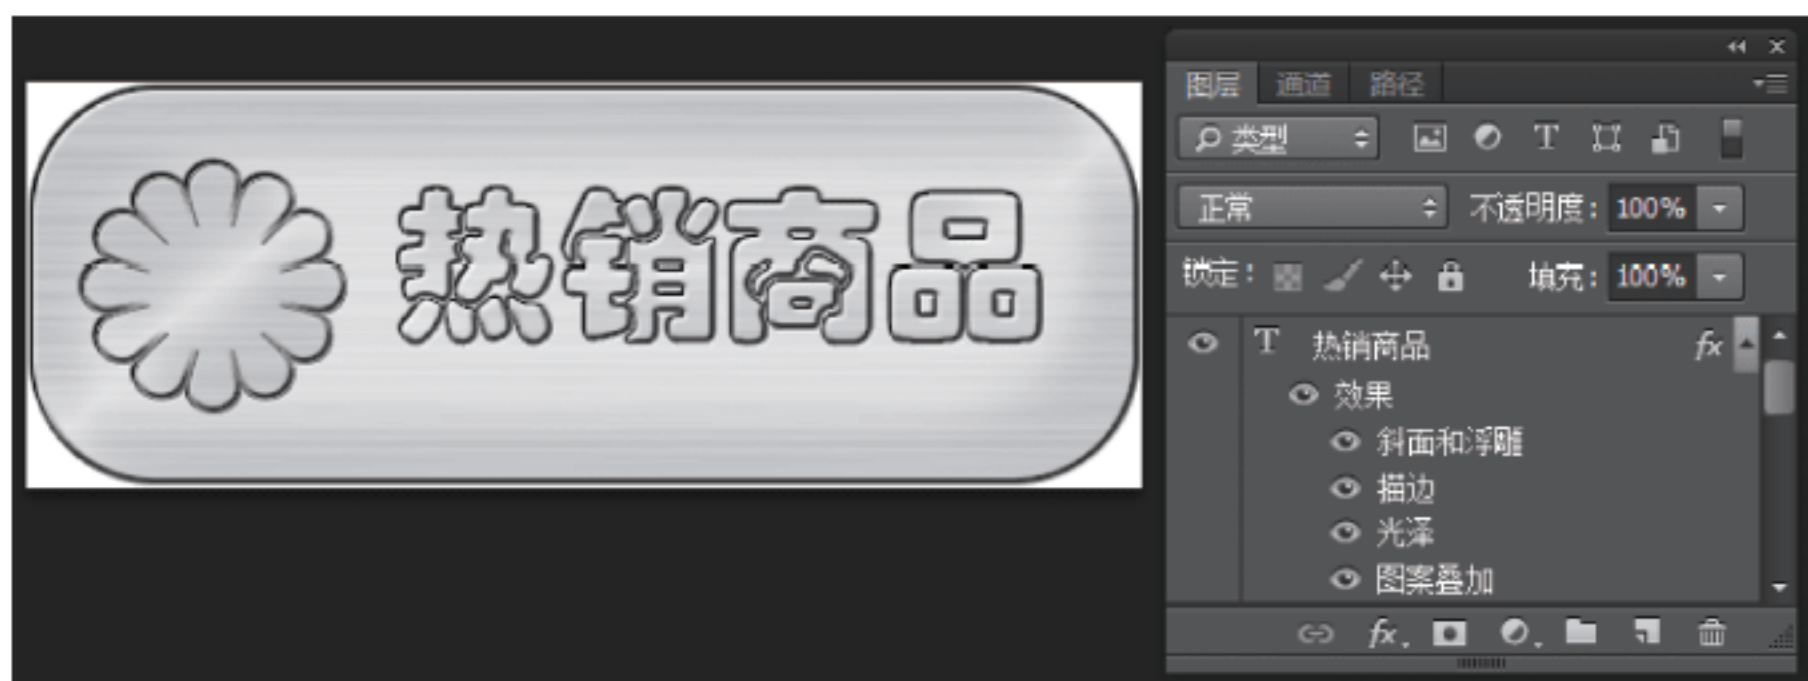 热销商品
图层 通道 路径
类型
正常 不透明度: 100%
锁定: 填充: 100%
T 热销商品 fx
效果
斜面和浮雕
描边
光泽
图案叠加
fx